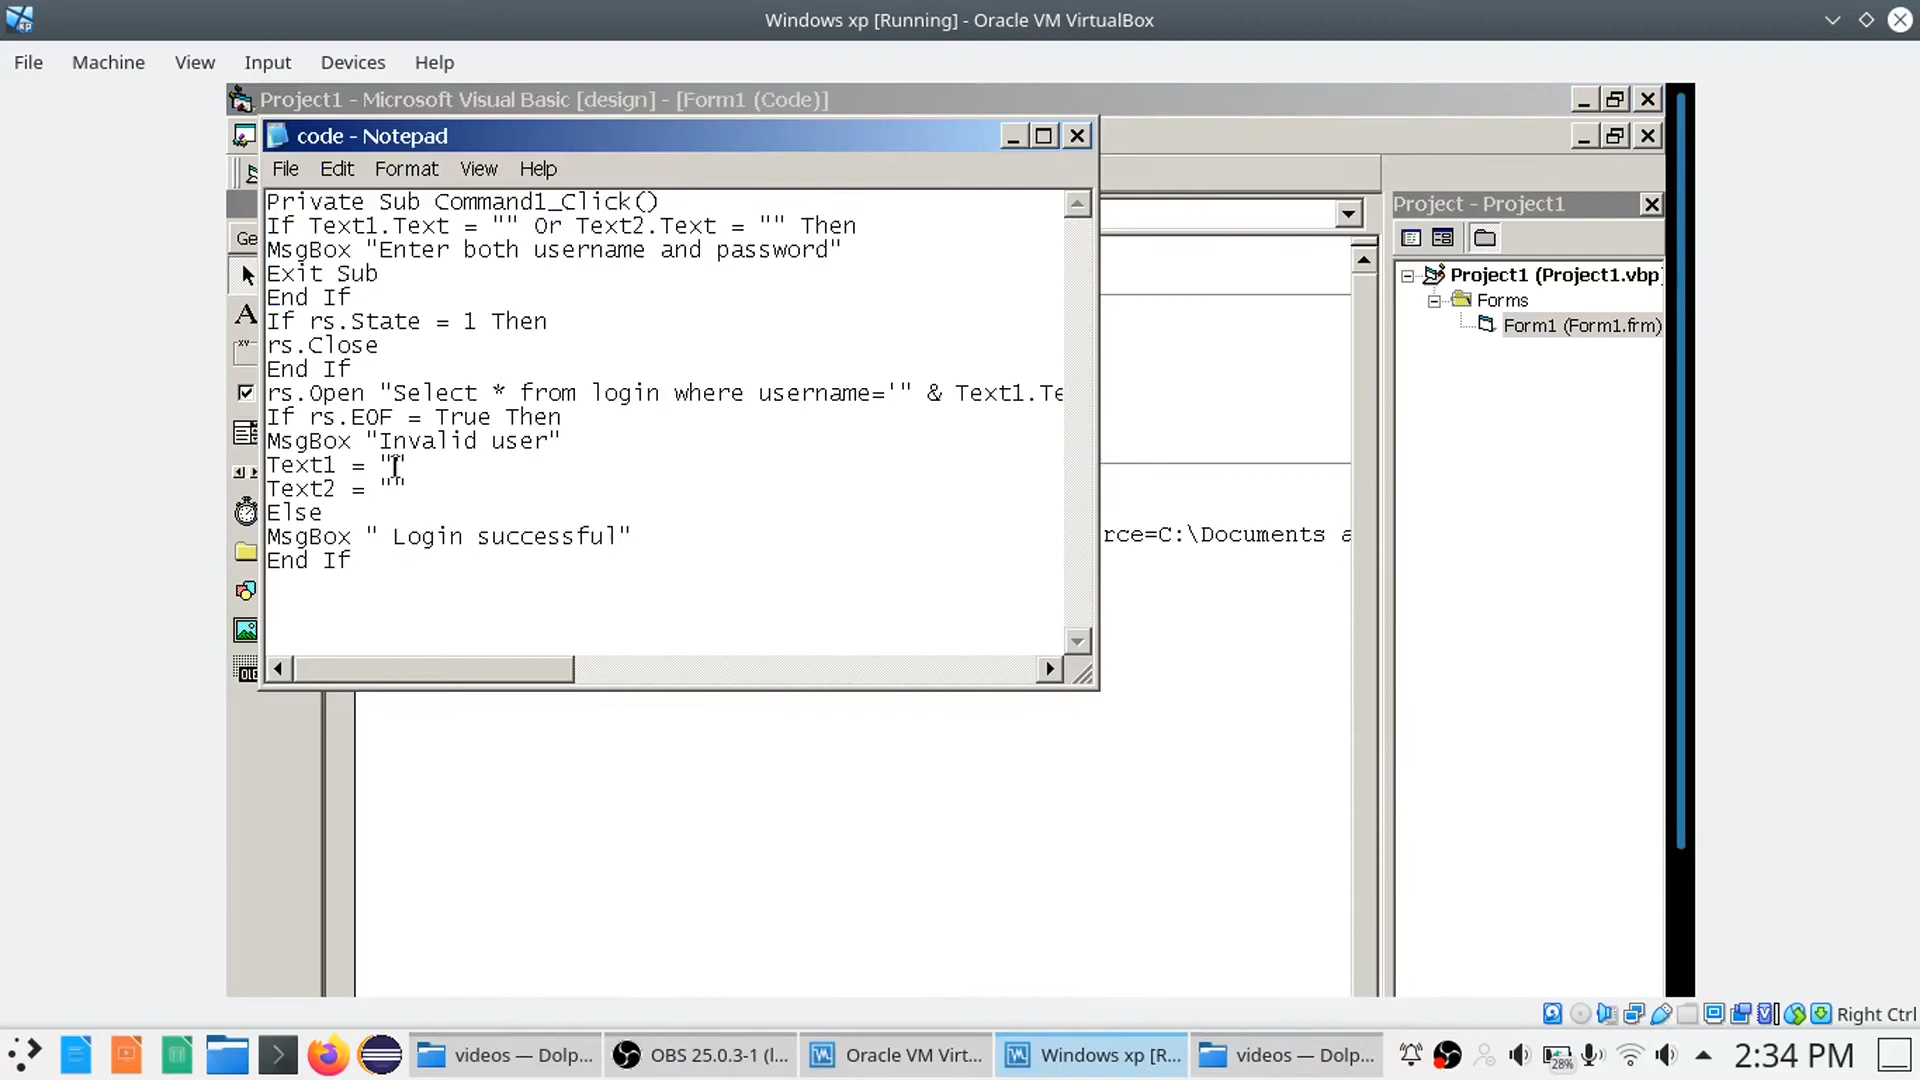 Windows xp [Running] - Oracle VM VirtualBox
File Machine View Input Devices Help
Project1 - Microsoft Visual Basic [design] - [Form1 (Code)]
code - Notepad
File Edit Format View Help
Private Sub Command1_Click()
If Text1.Text = "" Or Text2.Text = "" Then
MsgBox "Enter both username and password"
Exit Sub
End If
If rs.State = 1 Then
rs.Close
End If
rs.Open "Select * from login where username='" & Text1.Te
If rs.EOF = True Then
MsgBox "Invalid user"
Text1 = ""
Text2 = ""
Else
MsgBox " Login successful"
End If
Ge
A
xy
OLE
rce=C:\Documents a
Project - Project1
Project1 (Project1.vbp
Forms
Form1 (Form1.frm)
Right Ctrl
videos — Dolp...
OBS 25.0.3-1 (l...
Oracle VM Virt...
Windows xp [R...
videos — Dolp...
28%
2:34 PM